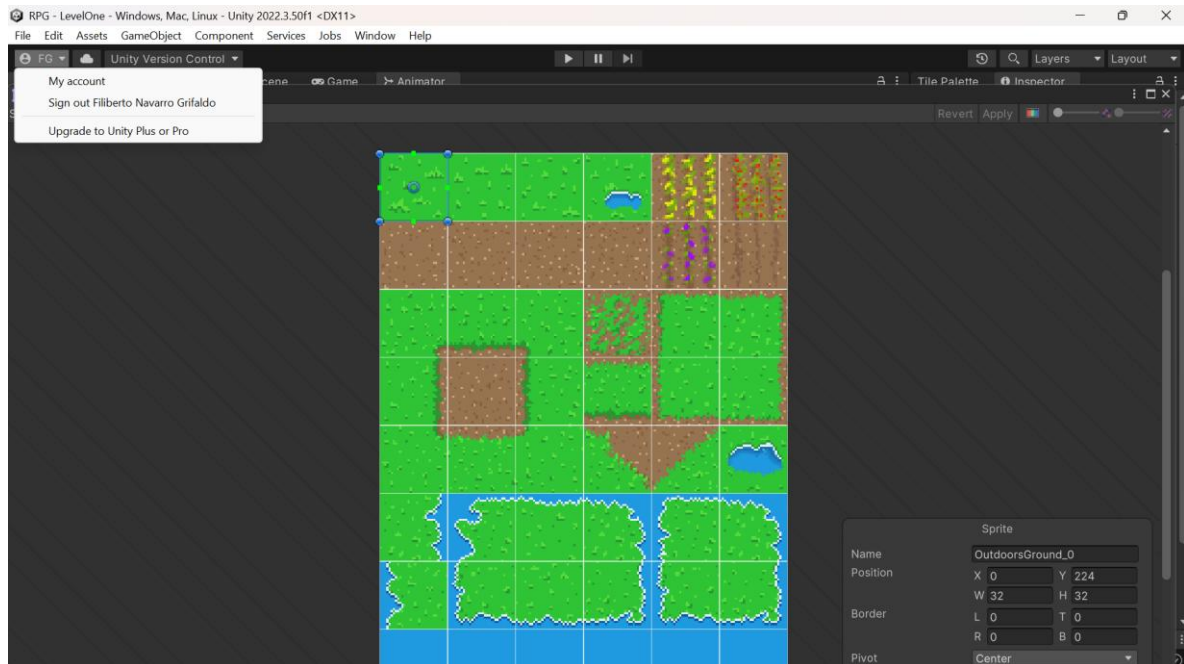 RPG - LevelOne - Windows, Mac, Linux - Unity 2022.3.50f1 <DX11>
File Edit Assets GameObject Component Services Jobs Window Help
FG Unity Version Control Layers Layout
My account
cene Game Animator Tile Palette Inspector
Sign out Filiberto Navarro Grifaldo
Revert Apply
Upgrade to Unity Plus or Pro
Sprite
Name OutdoorsGround_0
Position X 0 Y 224
W 32 H 32
Border L 0 T 0
R 0 B 0
Pivot Center